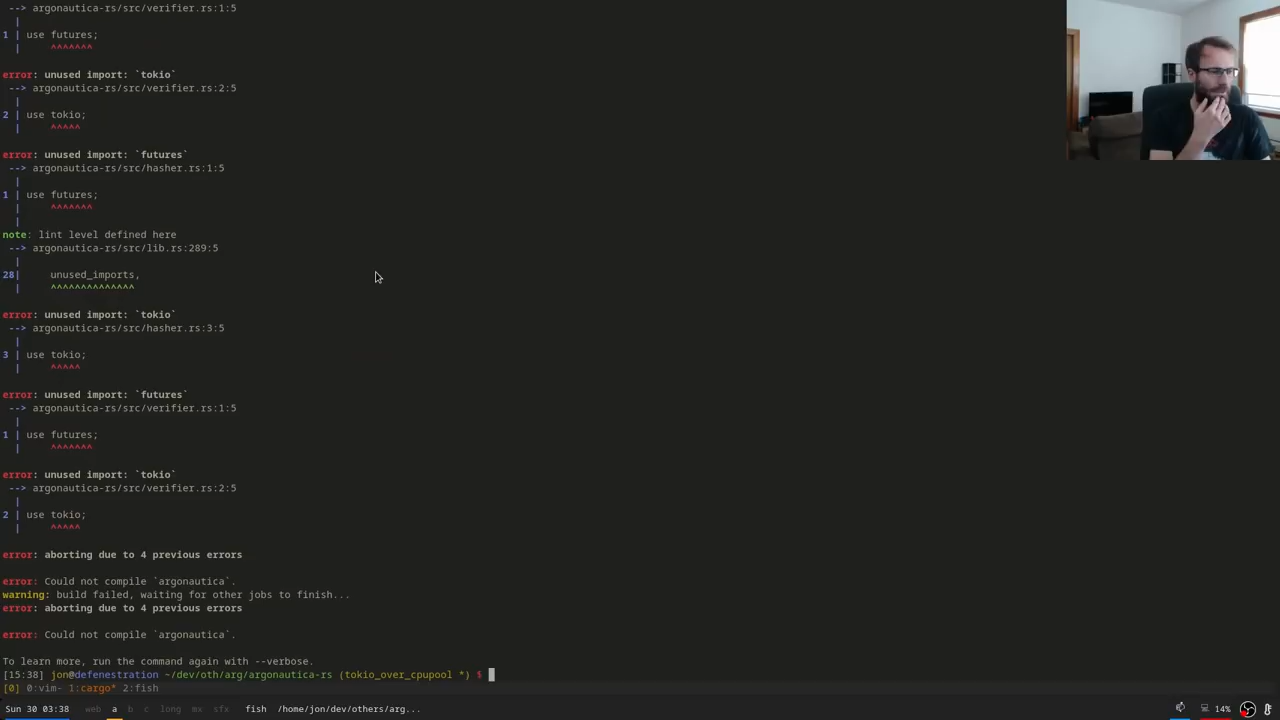 --> argonautica-rs/src/verifier.rs:1:5
|
1 | use futures;
| ^^^^^^^
error: unused import: `tokio`
--> argonautica-rs/src/verifier.rs:2:5
|
2 | use tokio;
| ^^^^^
error: unused import: `futures`
--> argonautica-rs/src/hasher.rs:1:5
|
1 | use futures;
| ^^^^^^^
|
note: lint level defined here
--> argonautica-rs/src/lib.rs:289:5
|
28| unused_imports,
| ^^^^^^^^^^^^^^
error: unused import: `tokio`
--> argonautica-rs/src/hasher.rs:3:5
|
3 | use tokio;
| ^^^^^
error: unused import: `futures`
--> argonautica-rs/src/verifier.rs:1:5
|
1 | use futures;
| ^^^^^^^
error: unused import: `tokio`
--> argonautica-rs/src/verifier.rs:2:5
|
2 | use tokio;
| ^^^^^
error: aborting due to 4 previous errors
error: Could not compile `argonautica`.
warning: build failed, waiting for other jobs to finish...
error: aborting due to 4 previous errors
error: Could not compile `argonautica`.
To learn more, run the command again with --verbose.
[15:38] jon@defenestration ~/dev/oth/arg/argonautica-rs (tokio_over_cpupool *) $
[0] 0:vim- 1:cargo* 2:fish
Sun 30 03:38 web a b c long mx sfx fish /home/jon/dev/others/arg... 14%